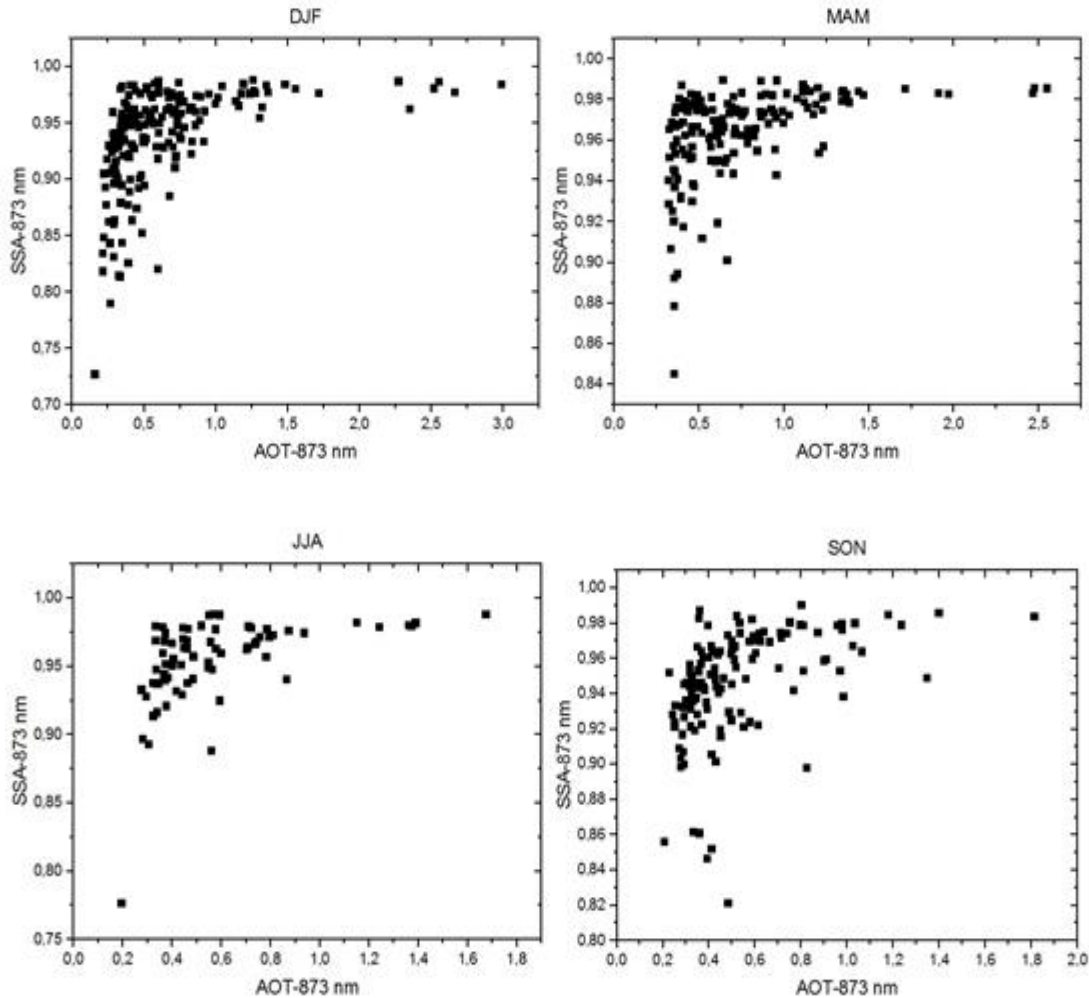 DJF
1,00
0,95
0,90
0,85
0,80
0,75
0,70
SSA-873 nm
0,0 0,5 1,0 1,5 2,0 2,5 3,0
AOT-873 nm
MAM
1,00
0,98
0,96
0,94
0,92
0,90
0,88
0,86
0,84
SSA-873 nm
0,0 0,5 1,0 1,5 2,0 2,5
AOT-873 nm
JJA
1,00
0,95
0,90
0,85
0,80
0,75
SSA-873 nm
0,0 0,2 0,4 0,6 0,8 1,0 1,2 1,4 1,6 1,8
AOT-873 nm
SON
1,00
0,98
0,96
0,94
0,92
0,90
0,88
0,86
0,84
0,82
0,80
SSA-873 nm
0,0 0,2 0,4 0,6 0,8 1,0 1,2 1,4 1,6 1,8 2,0
AOT-873 nm